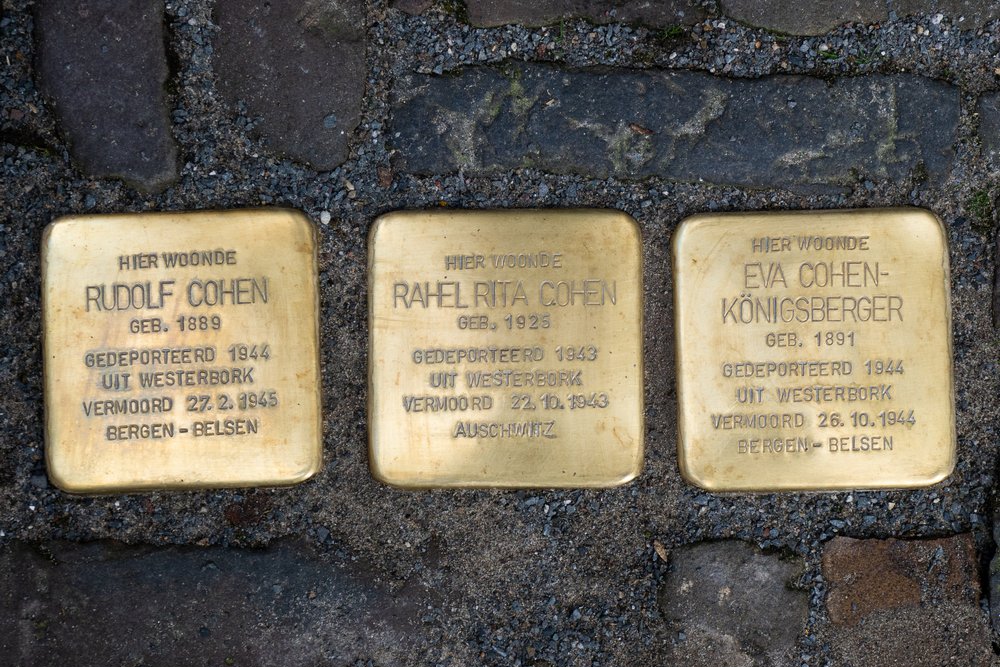 HIER WOONDE
RUDOLF COHEN
GEB. 1889
GEDEPORTEERD 1944
UIT WESTERBORK
VERMOORD 27.2.1945
BERGEN - BELSEN
HIER WOONDE
RAHEL RITA COHEN
GEB. 1925
GEDEPORTEERD 1943
UIT WESTERBORK
VERMOORD 22.10.1943
AUSCHWITZ
HIER WOONDE
EVA COHEN-
KÖNIGSBERGER
GEB. 1891
GEDEPORTEERD 1944
UIT WESTERBORK
VERMOORD 26.10.1944
BERGEN - BELSEN